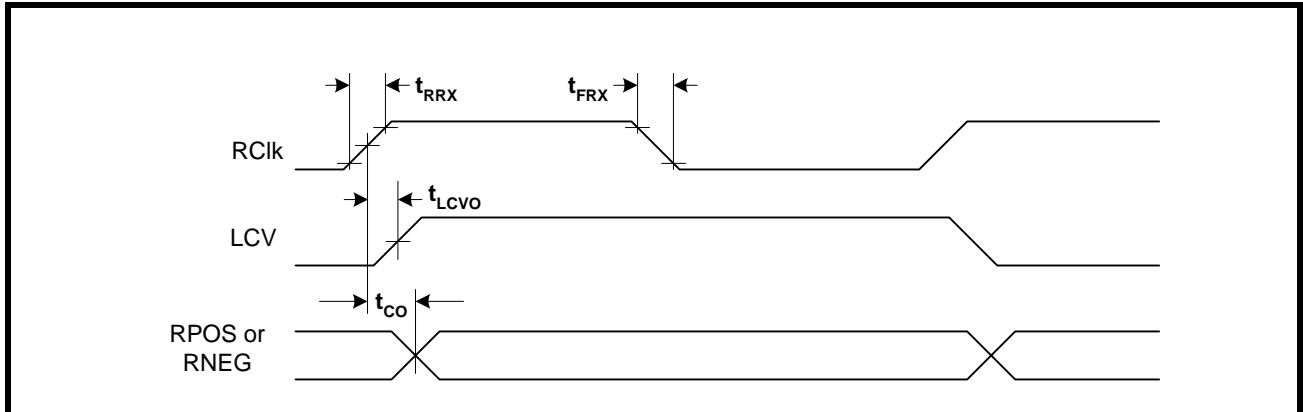 tRRX
tFRX
RClk
tLCVO
LCV
tCO
RPOS or
RNEG